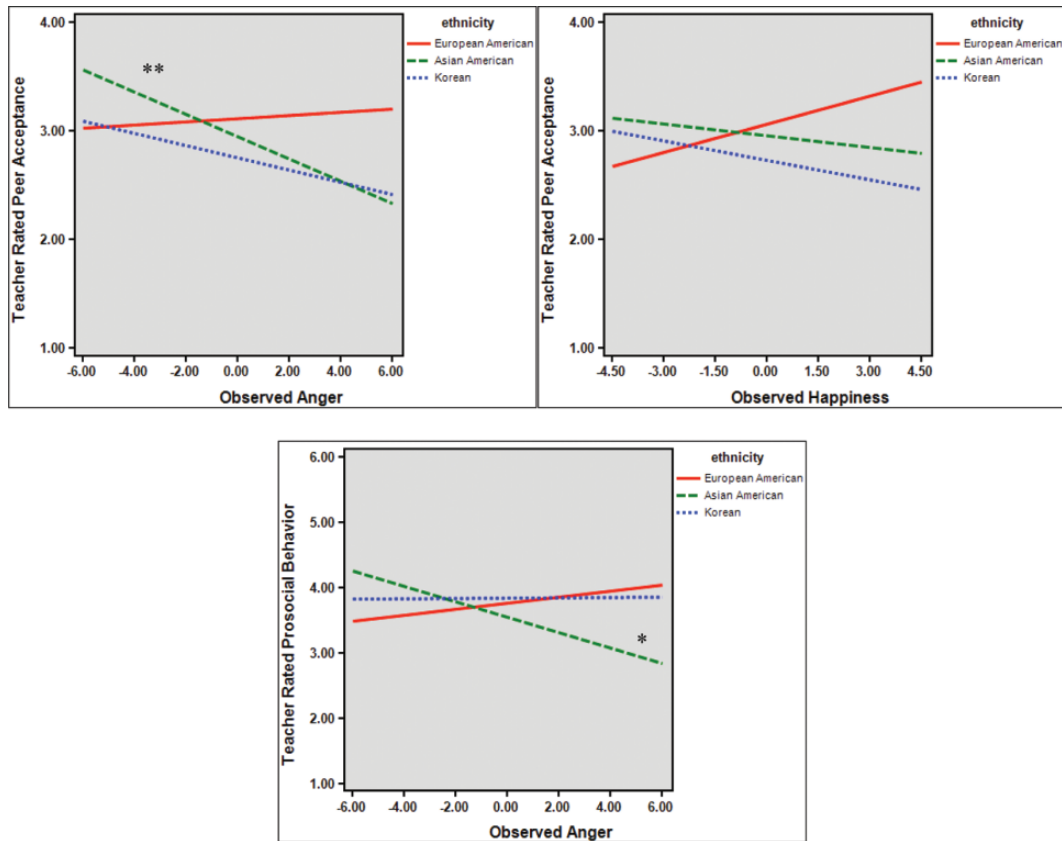 4.00
3.00
2.00
1.00
Teacher Rated Peer Acceptance
**
-6.00 -4.00 -2.00 0.00 2.00 4.00 6.00
Observed Anger
ethnicity
European American
Asian American
Korean
4.00
3.00
2.00
1.00
Teacher Rated Peer Acceptance
-4.50 -3.00 -1.50 0.00 1.50 3.00 4.50
Observed Happiness
ethnicity
European American
Asian American
Korean
6.00
5.00
4.00
3.00
2.00
1.00
Teacher Rated Prosocial Behavior
*
-6.00 -4.00 -2.00 0.00 2.00 4.00 6.00
Observed Anger
ethnicity
European American
Asian American
Korean